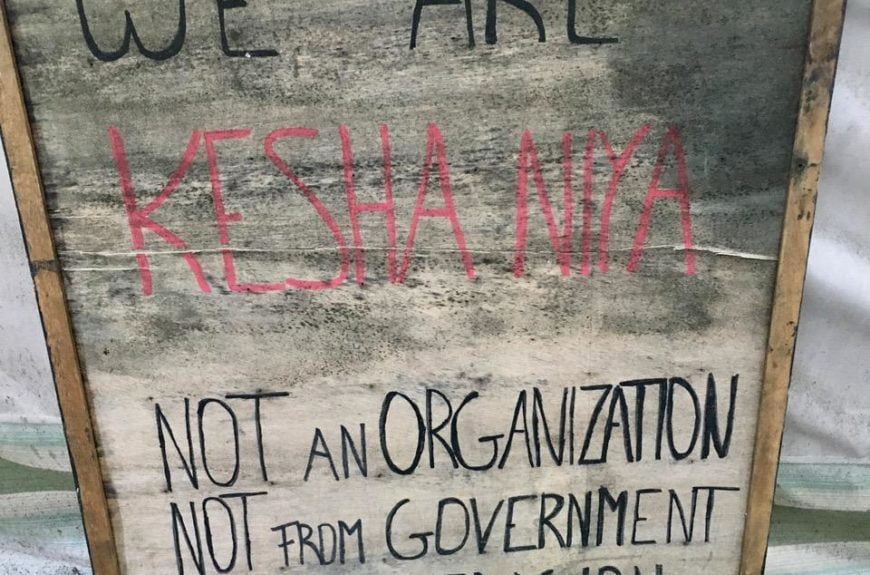 WE ARE
KESHA NIYA
NOT AN ORGANIZATION
NOT FROM GOVERNMENT